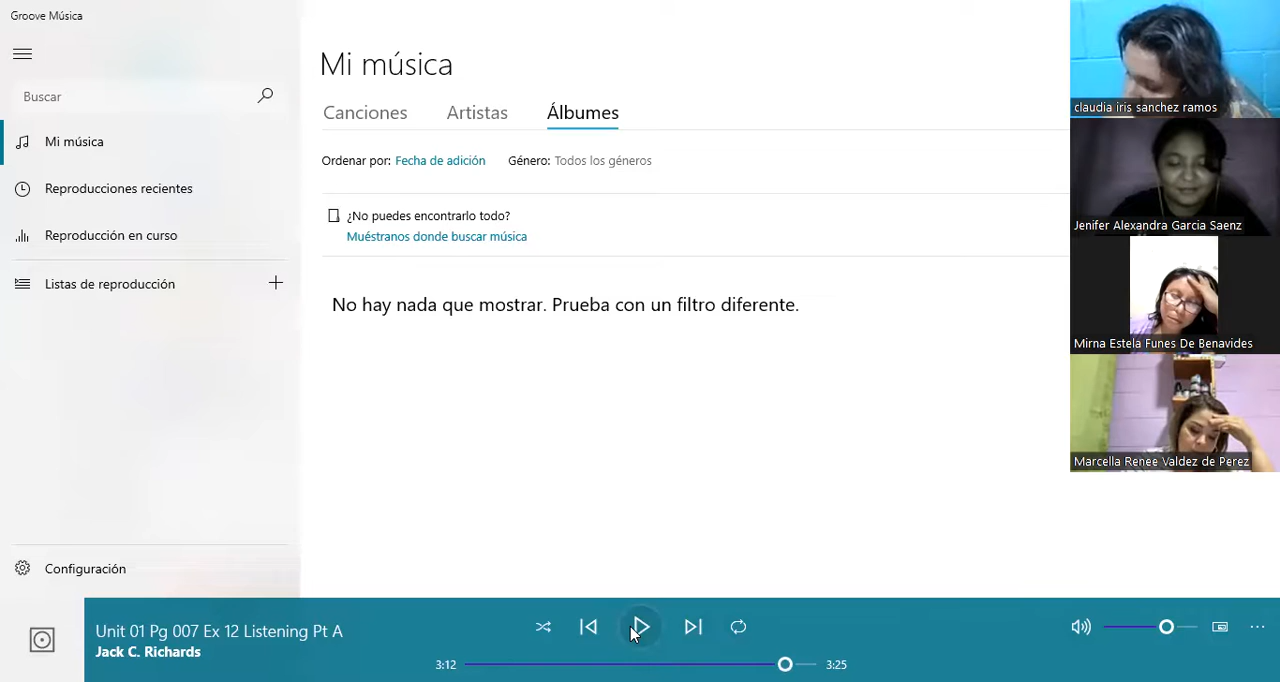 Groove Música
Buscar
Mi música
Reproducciones recientes
Reproducción en curso
Listas de reproducción
Configuración
Mi música
Canciones Artistas Álbumes
Ordenar por: Fecha de adición Género: Todos los géneros
¿No puedes encontrarlo todo?
Muéstranos donde buscar música
No hay nada que mostrar. Prueba con un filtro diferente.
claudia iris sanchez ramos
Jenifer Alexandra Garcia Saenz
Mirna Estela Funes De Benavides
Marcella Renee Valdez de Perez
Unit 01 Pg 007 Ex 12 Listening Pt A
Jack C. Richards
3:12 3:25